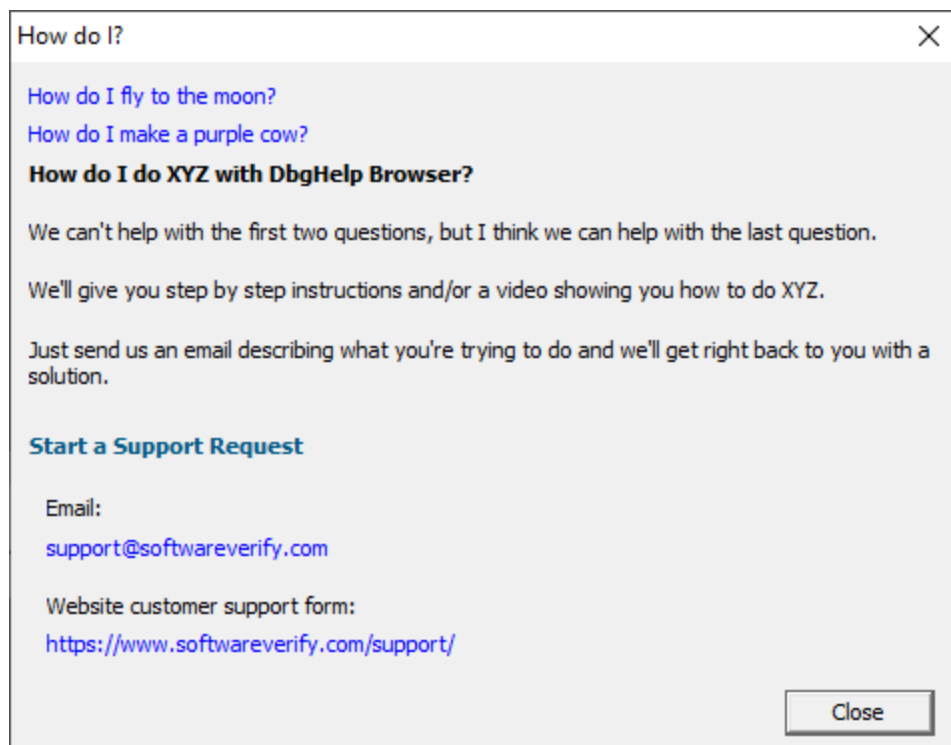 How do I?
How do I fly to the moon?
How do I make a purple cow?
How do I do XYZ with DbgHelp Browser?
We can't help with the first two questions, but I think we can help with the last question.
We'll give you step by step instructions and/or a video showing you how to do XYZ.
Just send us an email describing what you're trying to do and we'll get right back to you with a
solution.
Start a Support Request
Email:
support@softwareverify.com
Website customer support form:
https://www.softwareverify.com/support/
Close